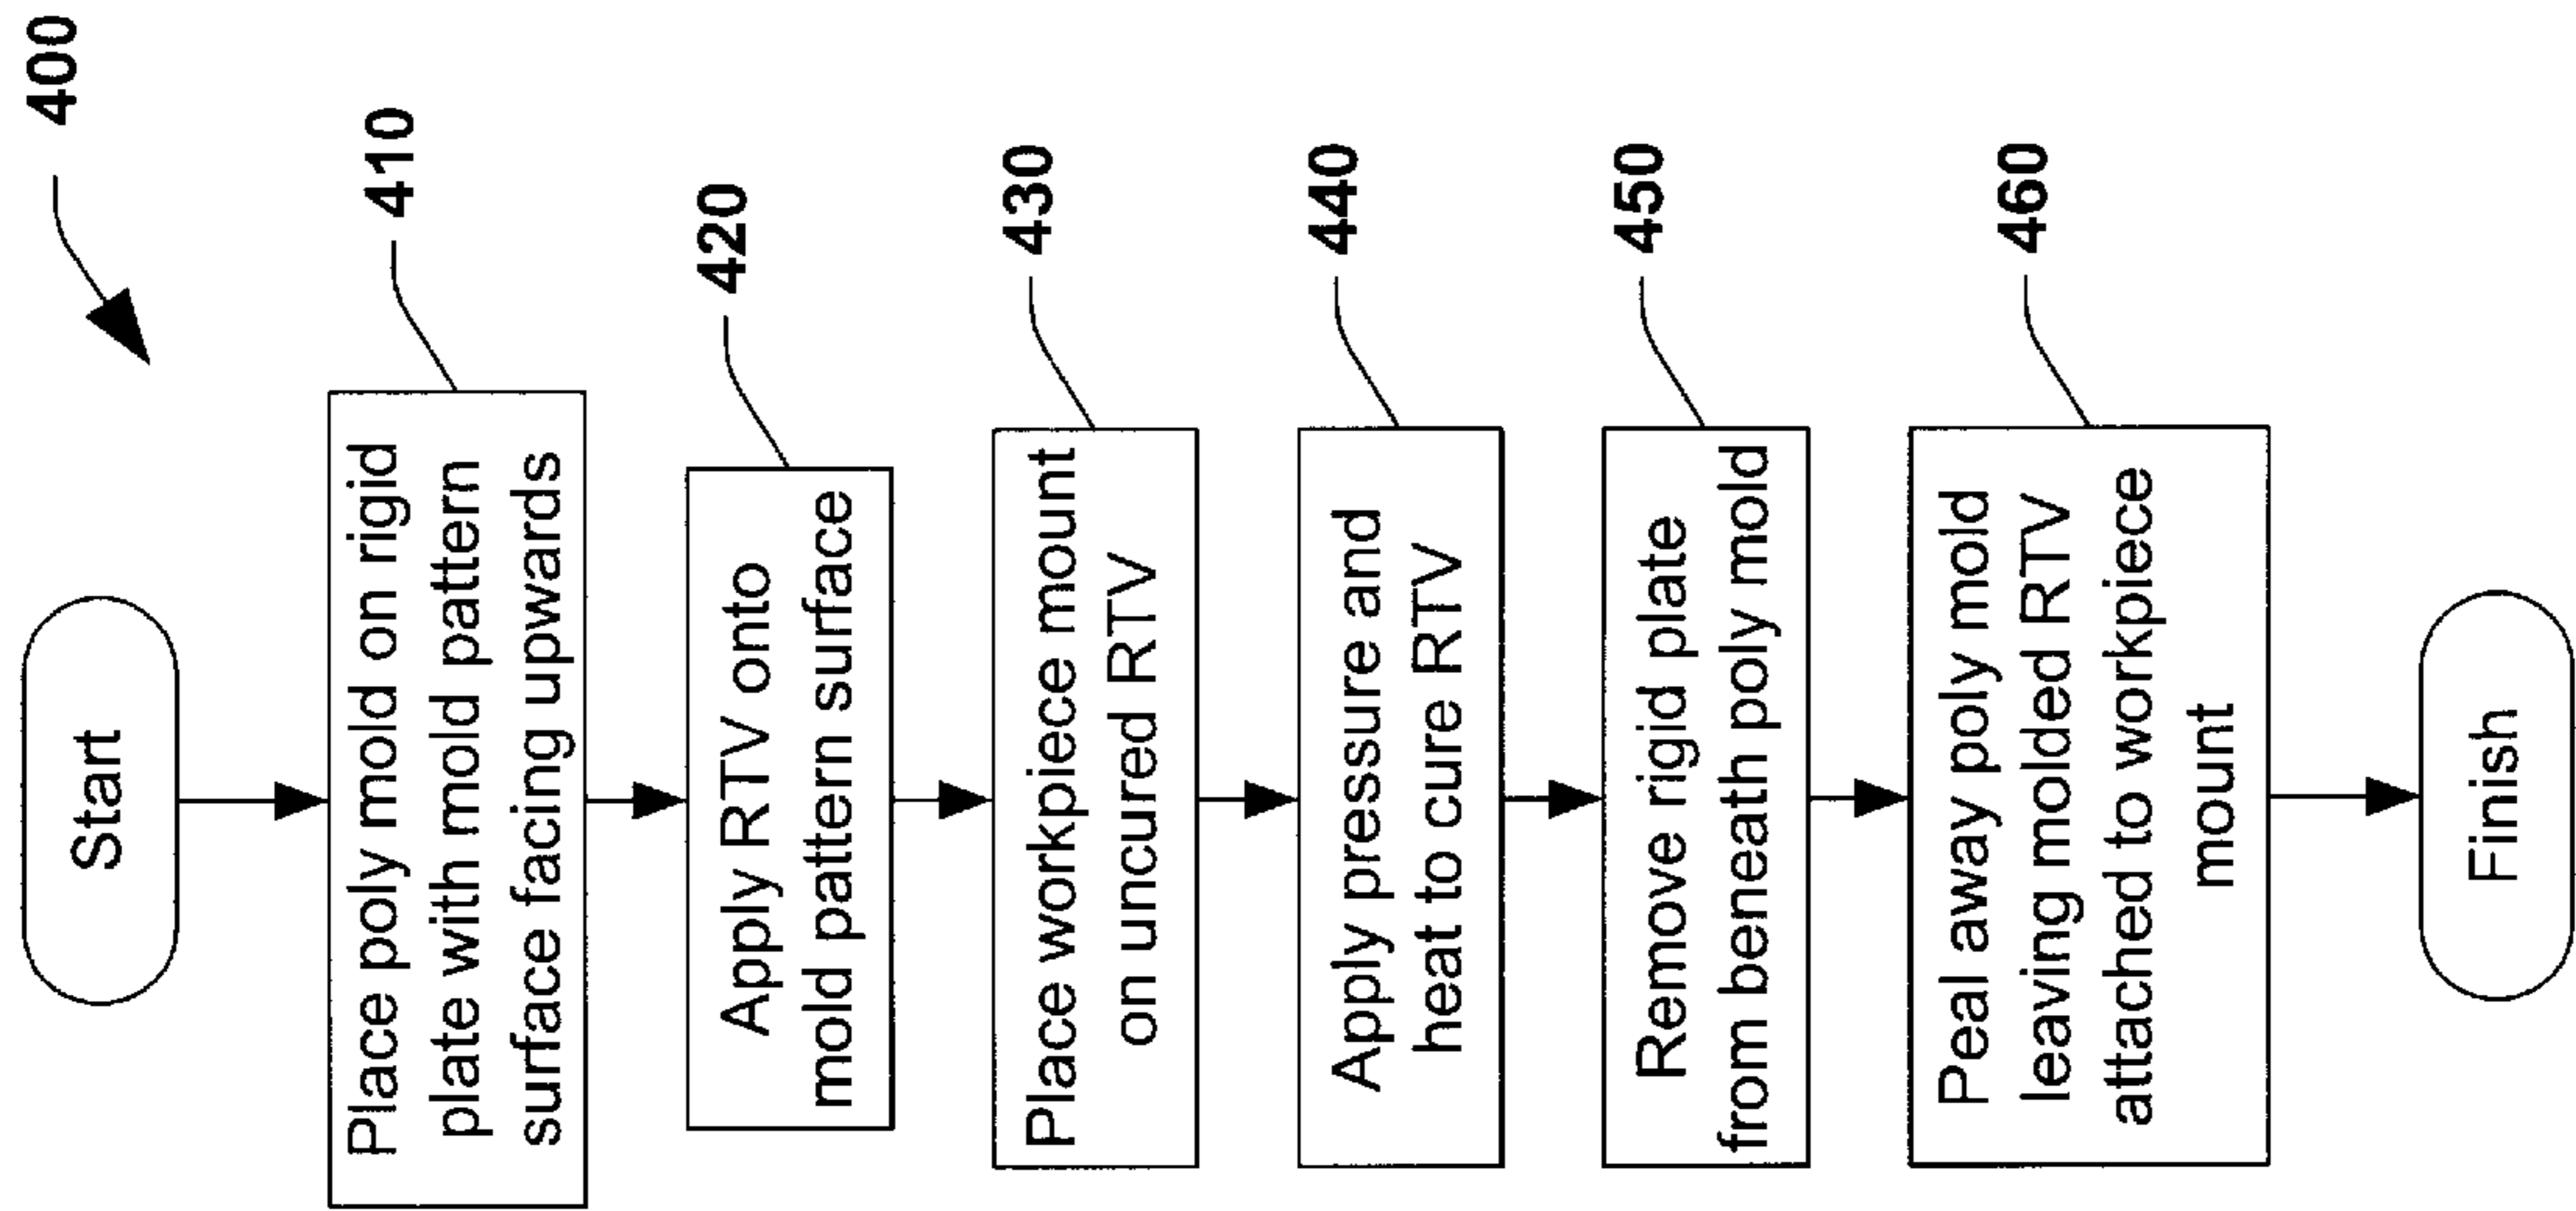 400
Start
Place poly mold on rigid
plate with mold pattern
surface facing upwards
410
Apply RTV onto
mold pattern surface
420
Place workpiece mount
on uncured RTV
430
Apply pressure and
heat to cure RTV
440
Remove rigid plate
from beneath poly mold
450
Peal away poly mold
leaving molded RTV
attached to workpiece
mount
460
Finish